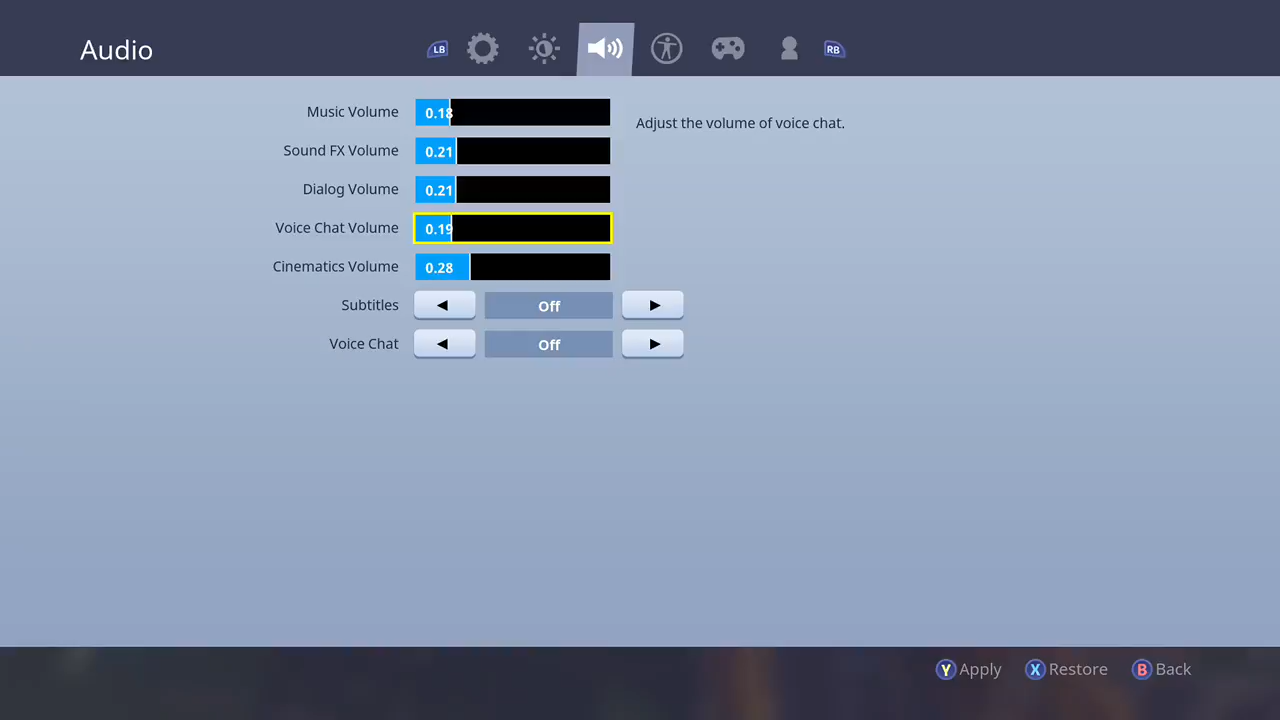 Audio
LB
RB
Music Volume 0.18
Adjust the volume of voice chat.
Sound FX Volume 0.21
Dialog Volume 0.21
Voice Chat Volume 0.19
Cinematics Volume 0.28
Subtitles Off
Voice Chat Off
Y Apply X Restore B Back